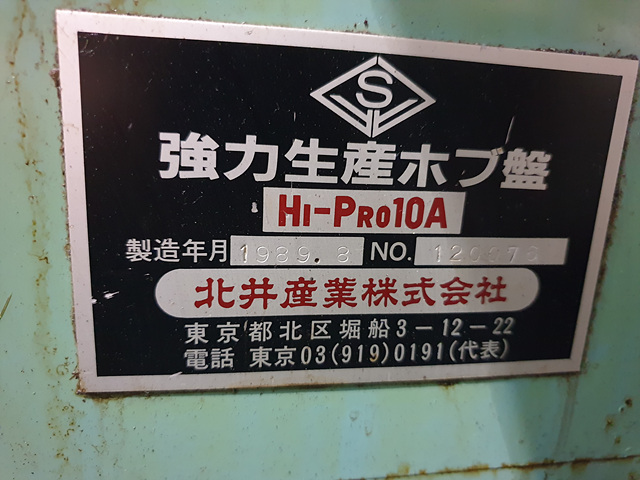 S
強力生産ホブ盤
HI-PRO10A
製造年月 1989.8 NO.
北井産業株式会社
東京都北区堀船3-12-22
電話 東京03(919)0191(代表)